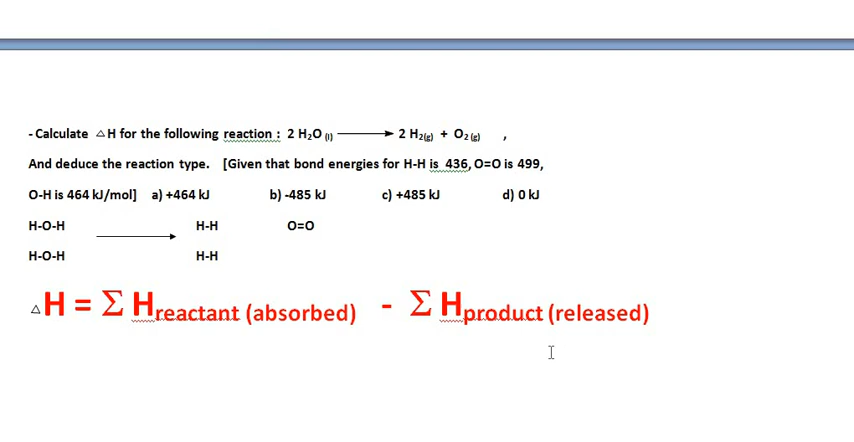 - Calculate △H for the following reaction : 2 H₂O (l) ⟶ 2 H₂(g) + O₂ (g) ,
And deduce the reaction type. [Given that bond energies for H-H is 436, O=O is 499,
O-H is 464 kJ/mol] a) +464 kJ b) -485 kJ c) +485 kJ d) 0 kJ
H-O-H ⟶ H-H O=O
H-O-H H-H
△H = Σ Hreactant (absorbed) - Σ Hproduct (released)